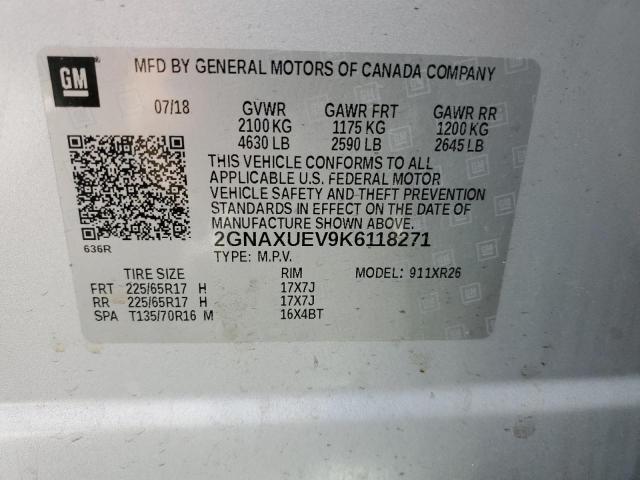 GM
MFD BY GENERAL MOTORS OF CANADA COMPANY
07/18 GVWR GAWR FRT GAWR RR
2100 KG 1175 KG 1200 KG
4630 LB 2590 LB 2645 LB
THIS VEHICLE CONFORMS TO ALL
APPLICABLE U.S. FEDERAL MOTOR
VEHICLE SAFETY AND THEFT PREVENTION
STANDARDS IN EFFECT ON THE DATE OF
MANUFACTURE SHOWN ABOVE.
2GNAXUEV9K6118271
636R
TYPE: M.P.V.
TIRE SIZE RIM MODEL: 911XR26
FRT 225/65R17 H 17X7J
RR 225/65R17 H 17X7J
SPA T135/70R16 M 16X4BT